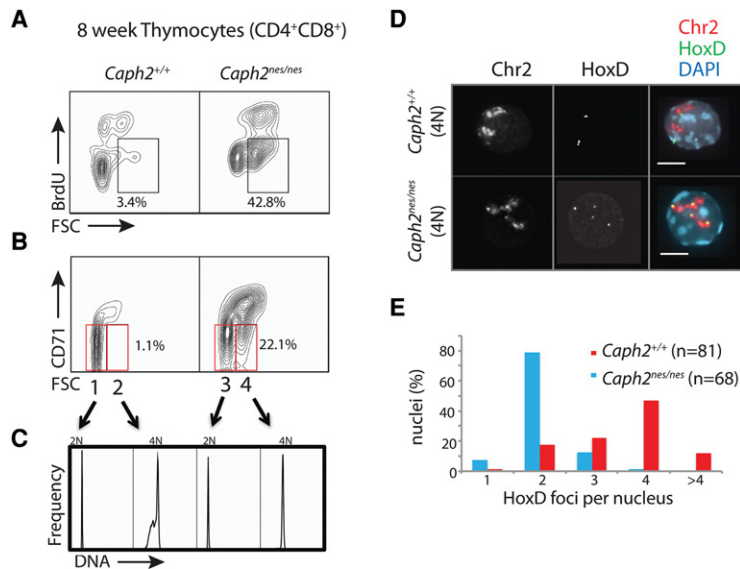 A
8 week Thymocytes (CD4+CD8+)
Caph2+/+
Caph2nes/nes
BrdU
3.4%
42.8%
FSC
B
CD71
1.1%
22.1%
FSC
1
2
3
4
C
2N
4N
2N
4N
Frequency
DNA
D
Chr2
HoxD
Chr2
HoxD
DAPI
Caph2+/+
(4N)
Caph2nes/nes
(4N)
E
nuclei (%)
80
60
40
20
0
Caph2+/+ (n=81)
Caph2nes/nes (n=68)
1
2
3
4
>4
HoxD foci per nucleus